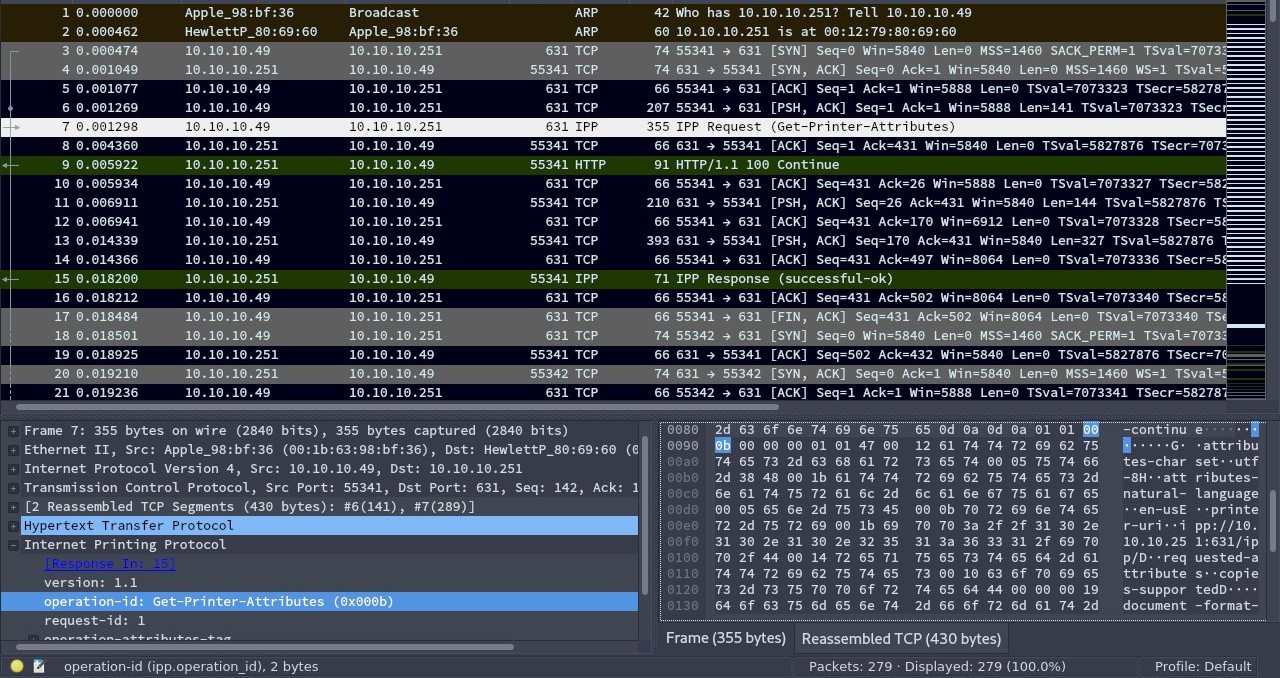 1 0.000000 Apple_98:bf:36 Broadcast ARP 42 Who has 10.10.10.251? Tell 10.10.10.49
2 0.000462 HewlettP_80:69:60 Apple_98:bf:36 ARP 60 10.10.10.251 is at 00:12:79:80:69:60
3 0.000474 10.10.10.49 10.10.10.251 631 TCP 74 55341 → 631 [SYN] Seq=0 Win=5840 Len=0 MSS=1460 SACK_PERM=1 TSval=70733
4 0.001049 10.10.10.251 10.10.10.49 55341 TCP 74 631 → 55341 [SYN, ACK] Seq=0 Ack=1 Win=5840 Len=0 MSS=1460 WS=1 TSval=5
5 0.001077 10.10.10.49 10.10.10.251 631 TCP 66 55341 → 631 [ACK] Seq=1 Ack=1 Win=5888 Len=0 TSval=7073323 TSecr=582787
6 0.001269 10.10.10.49 10.10.10.251 631 TCP 207 55341 → 631 [PSH, ACK] Seq=1 Ack=1 Win=5888 Len=141 TSval=7073323 TSecr
7 0.001298 10.10.10.49 10.10.10.251 631 IPP 355 IPP Request (Get-Printer-Attributes)
8 0.004360 10.10.10.251 10.10.10.49 55341 TCP 66 631 → 55341 [ACK] Seq=1 Ack=431 Win=5840 Len=0 TSval=5827876 TSecr=7073
9 0.005922 10.10.10.251 10.10.10.49 55341 HTTP 91 HTTP/1.1 100 Continue
10 0.005934 10.10.10.49 10.10.10.251 631 TCP 66 55341 → 631 [ACK] Seq=431 Ack=26 Win=5888 Len=0 TSval=7073327 TSecr=582
11 0.006911 10.10.10.251 10.10.10.49 55341 TCP 210 631 → 55341 [PSH, ACK] Seq=26 Ack=431 Win=5840 Len=144 TSval=5827876 TS
12 0.006941 10.10.10.49 10.10.10.251 631 TCP 66 55341 → 631 [ACK] Seq=431 Ack=170 Win=6912 Len=0 TSval=7073328 TSecr=58
13 0.014339 10.10.10.251 10.10.10.49 55341 TCP 393 631 → 55341 [PSH, ACK] Seq=170 Ack=431 Win=5840 Len=327 TSval=5827876 T
14 0.014366 10.10.10.49 10.10.10.251 631 TCP 66 55341 → 631 [ACK] Seq=431 Ack=497 Win=8064 Len=0 TSval=7073336 TSecr=58
15 0.018200 10.10.10.251 10.10.10.49 55341 IPP 71 IPP Response (successful-ok)
16 0.018212 10.10.10.49 10.10.10.251 631 TCP 66 55341 → 631 [ACK] Seq=431 Ack=502 Win=8064 Len=0 TSval=7073340 TSecr=58
17 0.018484 10.10.10.49 10.10.10.251 631 TCP 66 55341 → 631 [FIN, ACK] Seq=431 Ack=502 Win=8064 Len=0 TSval=7073340 TSe
18 0.018501 10.10.10.49 10.10.10.251 631 TCP 74 55342 → 631 [SYN] Seq=0 Win=5840 Len=0 MSS=1460 SACK_PERM=1 TSval=70733
19 0.018925 10.10.10.251 10.10.10.49 55341 TCP 66 631 → 55341 [ACK] Seq=502 Ack=432 Win=5840 Len=0 TSval=5827876 TSecr=70
20 0.019210 10.10.10.251 10.10.10.49 55342 TCP 74 631 → 55342 [SYN, ACK] Seq=0 Ack=1 Win=5840 Len=0 MSS=1460 WS=1 TSval=5
21 0.019236 10.10.10.49 10.10.10.251 631 TCP 66 55342 → 631 [ACK] Seq=1 Ack=1 Win=5888 Len=0 TSval=7073341 TSecr=582787
Frame 7: 355 bytes on wire (2840 bits), 355 bytes captured (2840 bits)
Ethernet II, Src: Apple_98:bf:36 (00:1b:63:98:bf:36), Dst: HewlettP_80:69:60 (0
Internet Protocol Version 4, Src: 10.10.10.49, Dst: 10.10.10.251
Transmission Control Protocol, Src Port: 55341, Dst Port: 631, Seq: 142, Ack: 1
[2 Reassembled TCP Segments (430 bytes): #6(141), #7(289)]
Hypertext Transfer Protocol
Internet Printing Protocol
[Response In: 15]
version: 1.1
operation-id: Get-Printer-Attributes (0x000b)
request-id: 1
operation-attributes-tag
0080 2d 63 6f 6e 74 69 6e 75 65 0d 0a 0d 0a 01 01 00 -continu e·······
0090 0b 00 00 00 01 01 47 00 12 61 74 74 72 69 62 75 ······G· ·attribu
00a0 74 65 73 2d 63 68 61 72 73 65 74 00 05 75 74 66 tes-char set··utf
00b0 2d 38 48 00 1b 61 74 74 72 69 62 75 74 65 73 2d -8H··att ributes-
00c0 6e 61 74 75 72 61 6c 2d 6c 61 6e 67 75 61 67 65 natural- language
00d0 00 05 65 6e 2d 75 73 45 00 0b 70 72 69 6e 74 65 ··en-usE ··printe
00e0 72 2d 75 72 69 00 1b 69 70 70 3a 2f 2f 31 30 2e r-uri··i pp://10.
00f0 31 30 2e 31 30 2e 32 35 31 3a 36 33 31 2f 69 70 10.10.25 1:631/ip
0100 70 2f 44 00 14 72 65 71 75 65 73 74 65 64 2d 61 p/D··req uested-a
0110 74 74 72 69 62 75 74 65 73 00 10 63 6f 70 69 65 ttribute s··copie
0120 73 2d 73 75 70 70 6f 72 74 65 64 44 00 00 00 19 s-suppor tedD····
0130 64 6f 63 75 6d 65 6e 74 2d 66 6f 72 6d 61 74 2d document -format-
Frame (355 bytes) Reassembled TCP (430 bytes)
operation-id (ipp.operation_id), 2 bytes Packets: 279 · Displayed: 279 (100.0%) Profile: Default